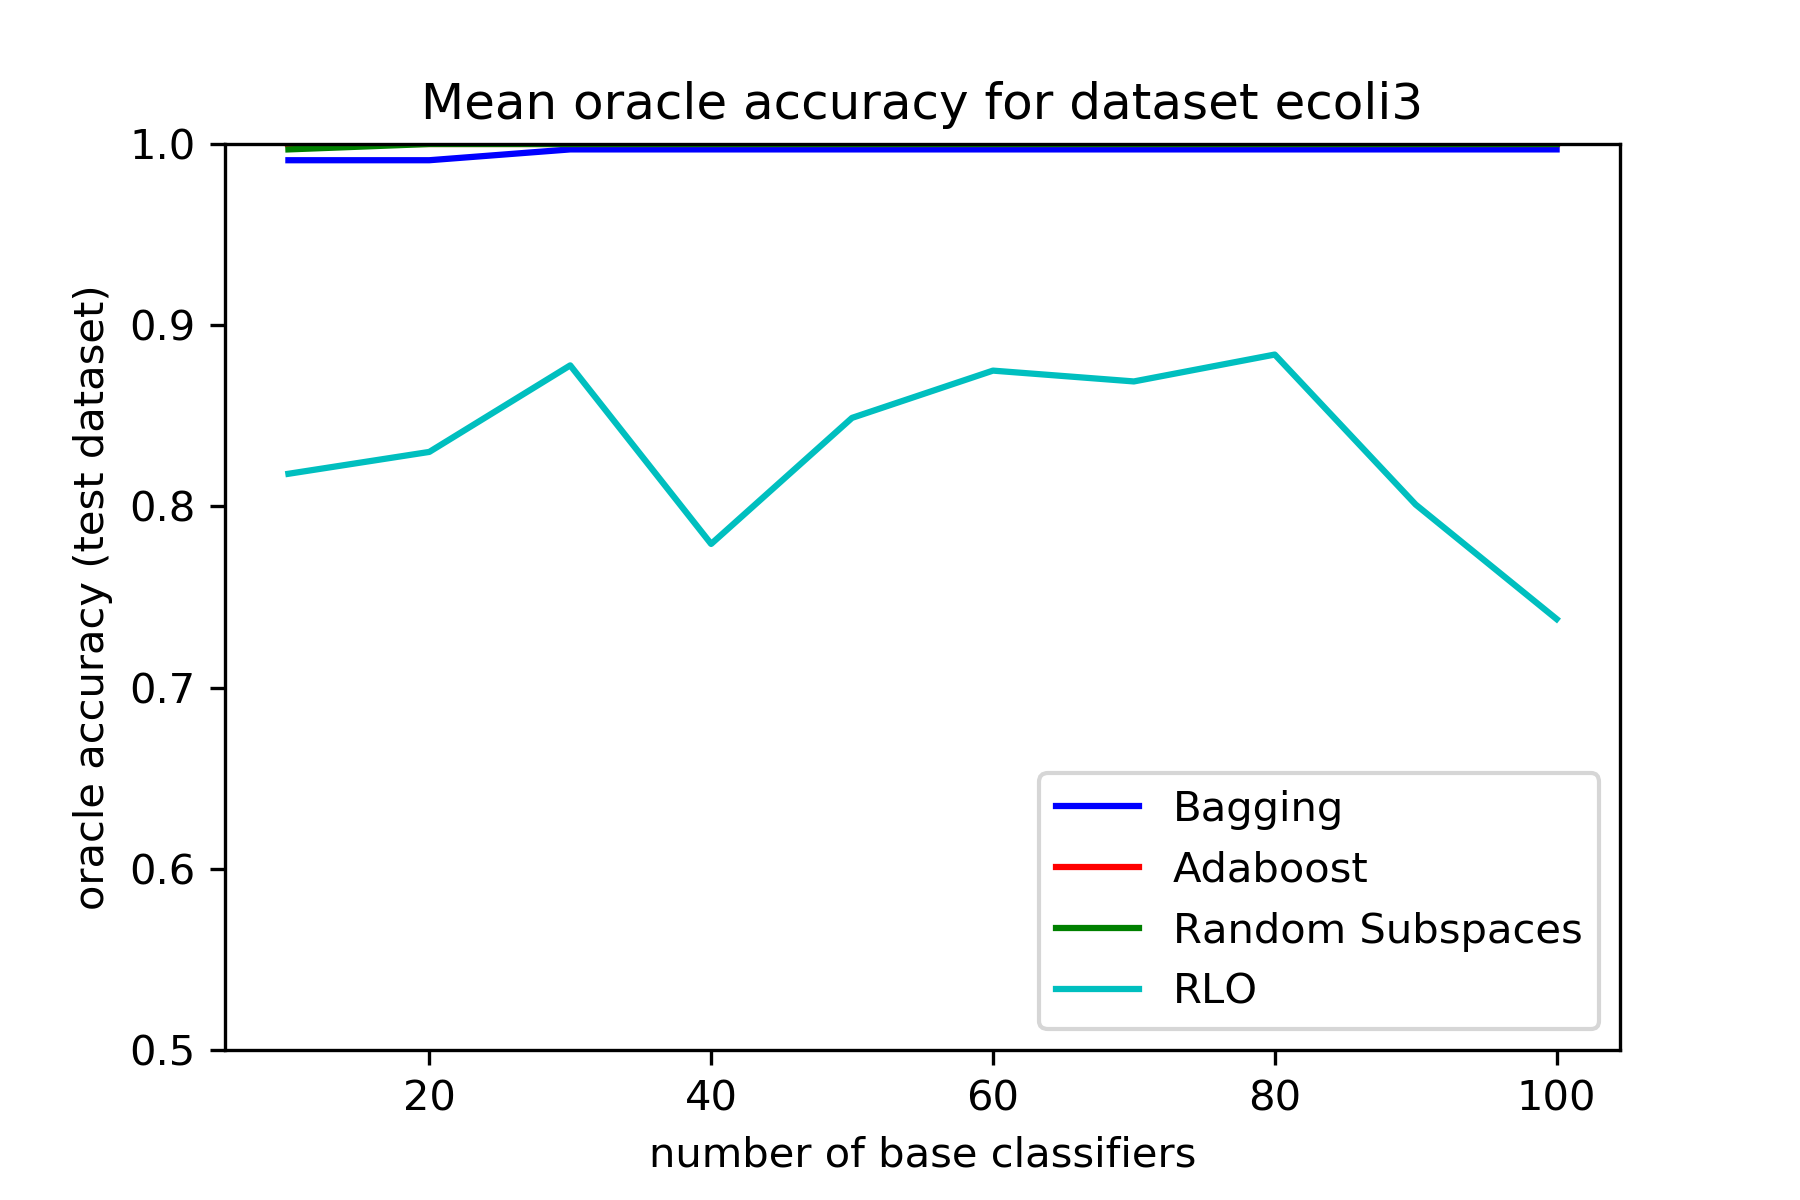 Mean oracle accuracy for dataset ecoli3
1.0
0.9
0.8
0.7
0.6
0.5
oracle accuracy (test dataset)
Bagging
Adaboost
Random Subspaces
RLO
20 40 60 80 100
number of base classifiers